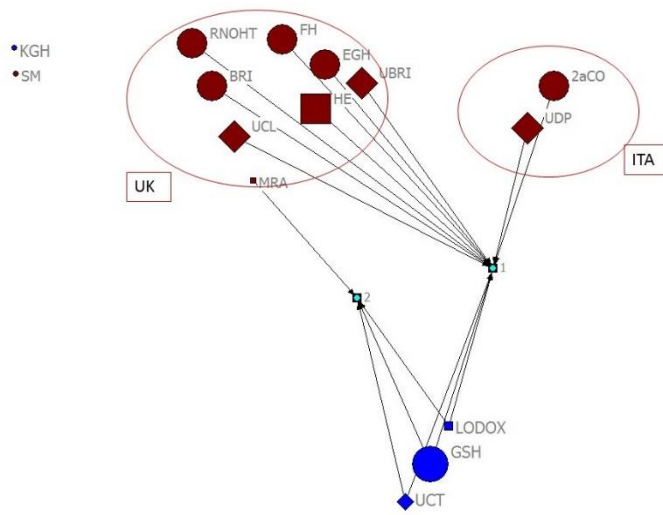 KGH
SM
RNOHT
FH
EGH
BRI
UBRI
HE
UCL
MRA
UK
2aCO
UDP
ITA
1
2
LODOX
GSH
UCT